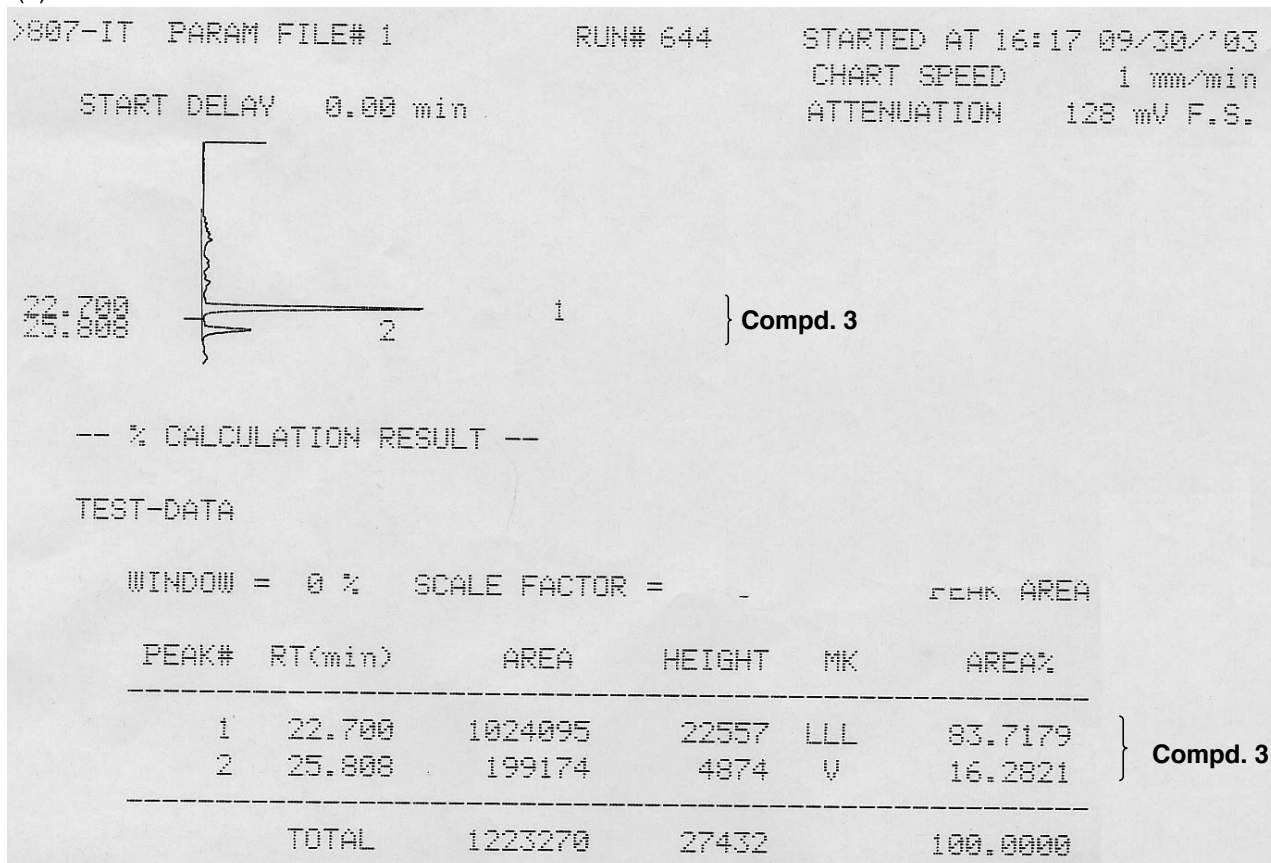 >807-IT PARAM FILE# 1 RUN# 644 STARTED AT 16:17 09/30/'03
CHART SPEED 1 mm/min
START DELAY 0.00 min ATTENUATION 128 mV F.S.
22.700 1
25.808 2
Compd. 3
-- % CALCULATION RESULT --
TEST-DATA
WINDOW = 0 % SCALE FACTOR = AREA
PEAK# RT(min) AREA HEIGHT MK AREA%
1 22.700 1024095 22557 LLL 83.7179
2 25.808 199174 4874 V 16.2821
Compd. 3
TOTAL 1223270 27432 100.0000